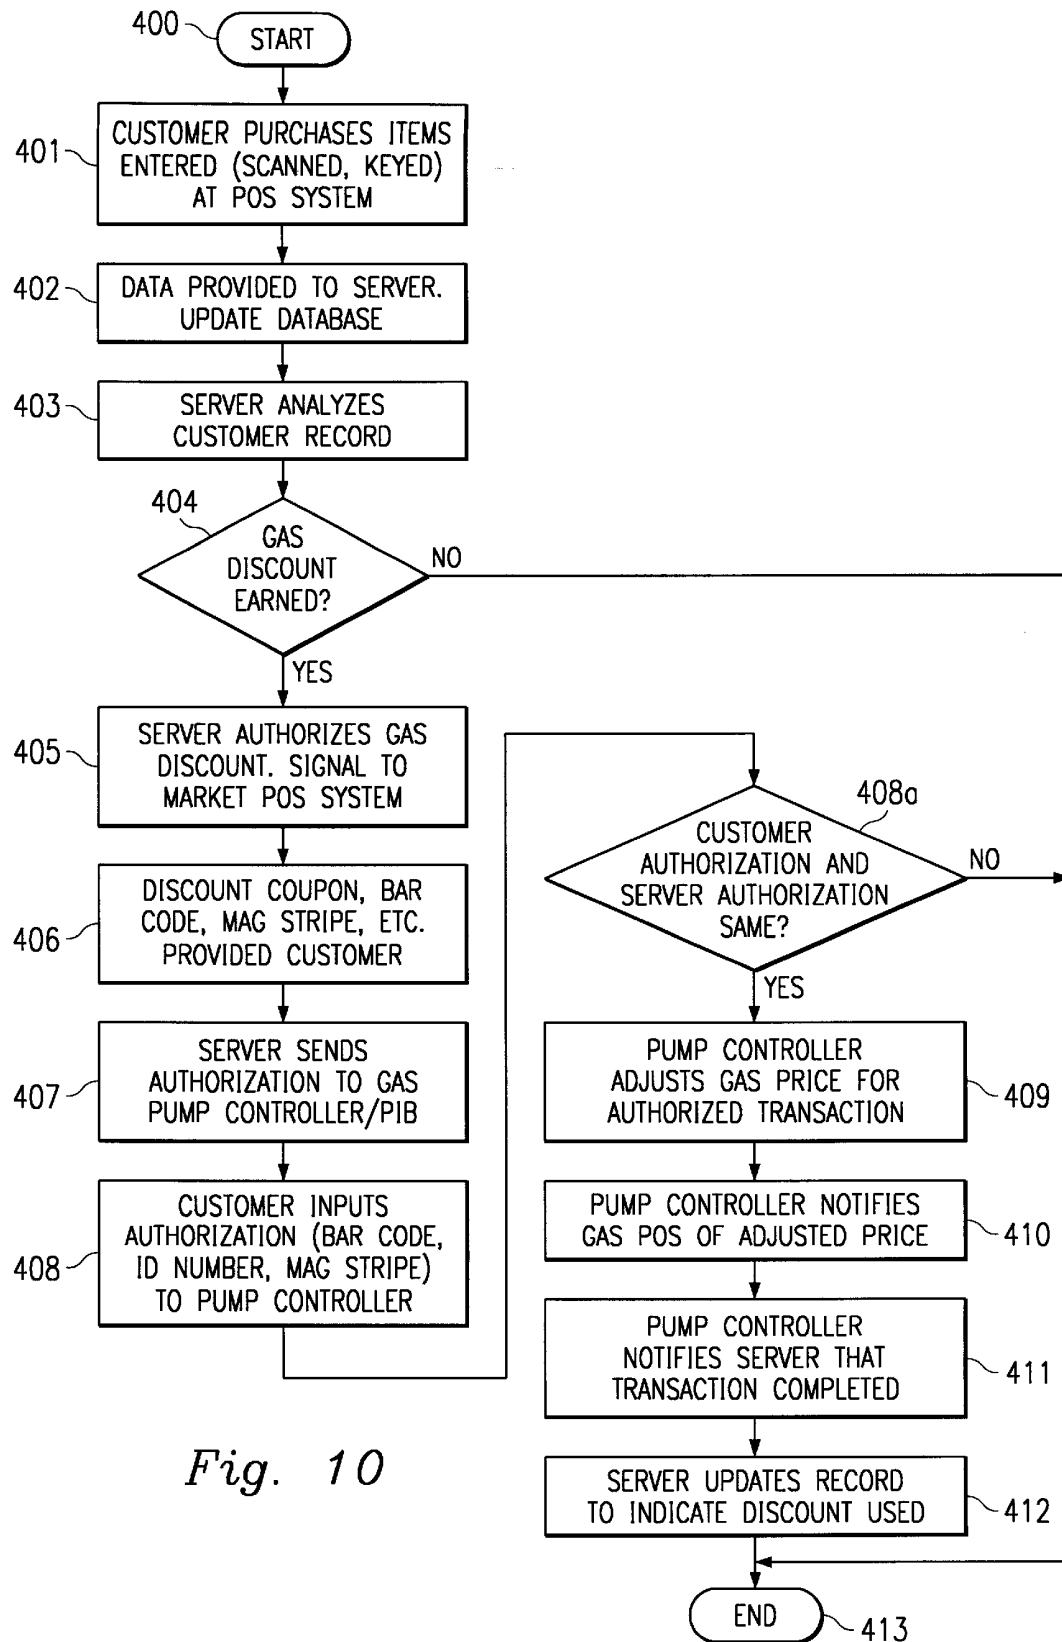 400
START
401
CUSTOMER PURCHASES ITEMS
ENTERED (SCANNED, KEYED)
AT POS SYSTEM
402
DATA PROVIDED TO SERVER.
UPDATE DATABASE
403
SERVER ANALYZES
CUSTOMER RECORD
404
GAS
DISCOUNT
EARNED?
NO
YES
405
SERVER AUTHORIZES GAS
DISCOUNT. SIGNAL TO
MARKET POS SYSTEM
406
DISCOUNT COUPON, BAR
CODE, MAG STRIPE, ETC.
PROVIDED CUSTOMER
407
SERVER SENDS
AUTHORIZATION TO GAS
PUMP CONTROLLER/PIB
408
CUSTOMER INPUTS
AUTHORIZATION (BAR CODE,
ID NUMBER, MAG STRIPE)
TO PUMP CONTROLLER
408a
CUSTOMER
AUTHORIZATION AND
SERVER AUTHORIZATION
SAME?
NO
YES
PUMP CONTROLLER
ADJUSTS GAS PRICE FOR
AUTHORIZED TRANSACTION
409
PUMP CONTROLLER NOTIFIES
GAS POS OF ADJUSTED PRICE
410
PUMP CONTROLLER
NOTIFIES SERVER THAT
TRANSACTION COMPLETED
411
SERVER UPDATES RECORD
TO INDICATE DISCOUNT USED
412
END
413
Fig. 10